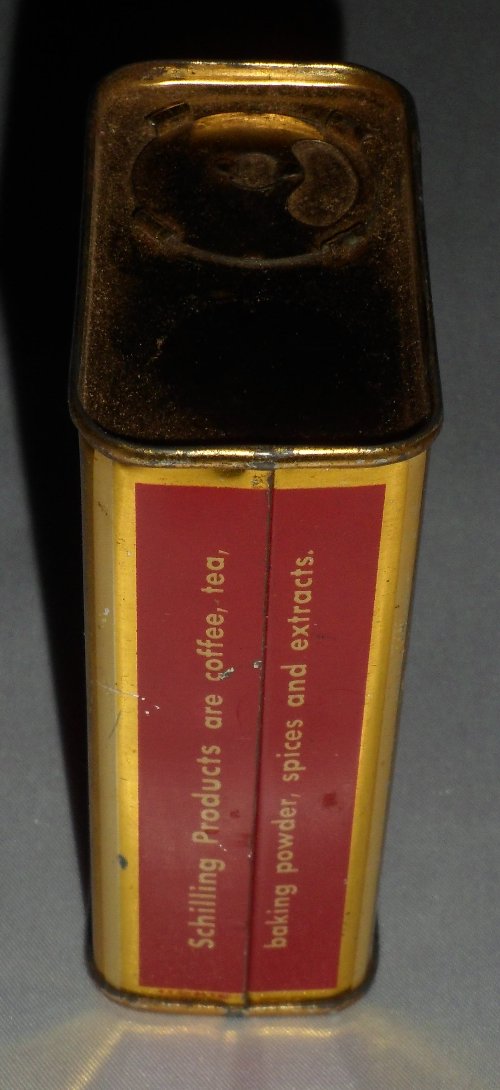 Schilling Products are coffee, tea,
baking powder, spices and extracts.